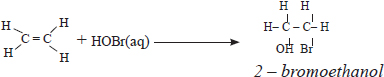 H H H H
C = C + HOBr(aq) H – C – C – H
H H OH Br
2 – bromoethanol